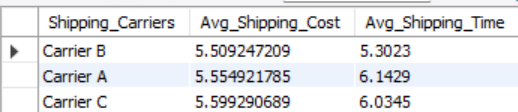 Shipping_Carriers Avg_Shipping_Cost Avg_Shipping_Time
Carrier B 5.509247209 5.3023
Carrier A 5.554921785 6.1429
Carrier C 5.599290689 6.0345